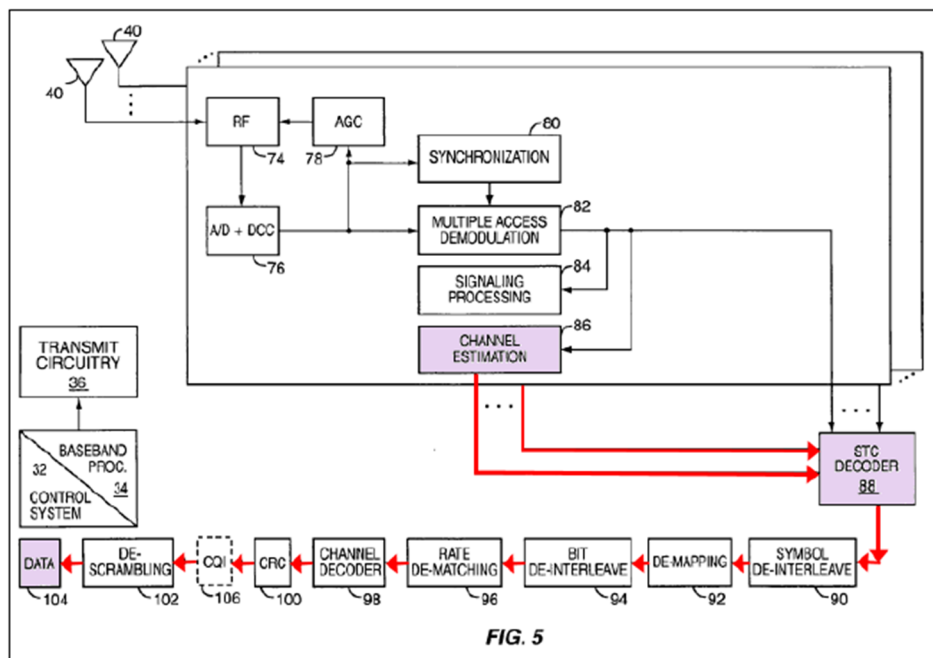 40
40
RF
74
AGC
78
80
SYNCHRONIZATION
A/D + DCC
76
82
MULTIPLE ACCESS
DEMODULATION
84
SIGNALING
PROCESSING
86
CHANNEL
ESTIMATION
TRANSMIT
CIRCUITRY
36
BASEBAND
PROC.
34
32
CONTROL
SYSTEM
STC
DECODER
88
DATA
104
DE-
SCRAMBLING
102
CQI
106
CRC
100
CHANNEL
DECODER
98
RATE
DE-MATCHING
96
BIT
DE-INTERLEAVE
94
DE-MAPPING
92
SYMBOL
DE-INTERLEAVE
90
FIG. 5